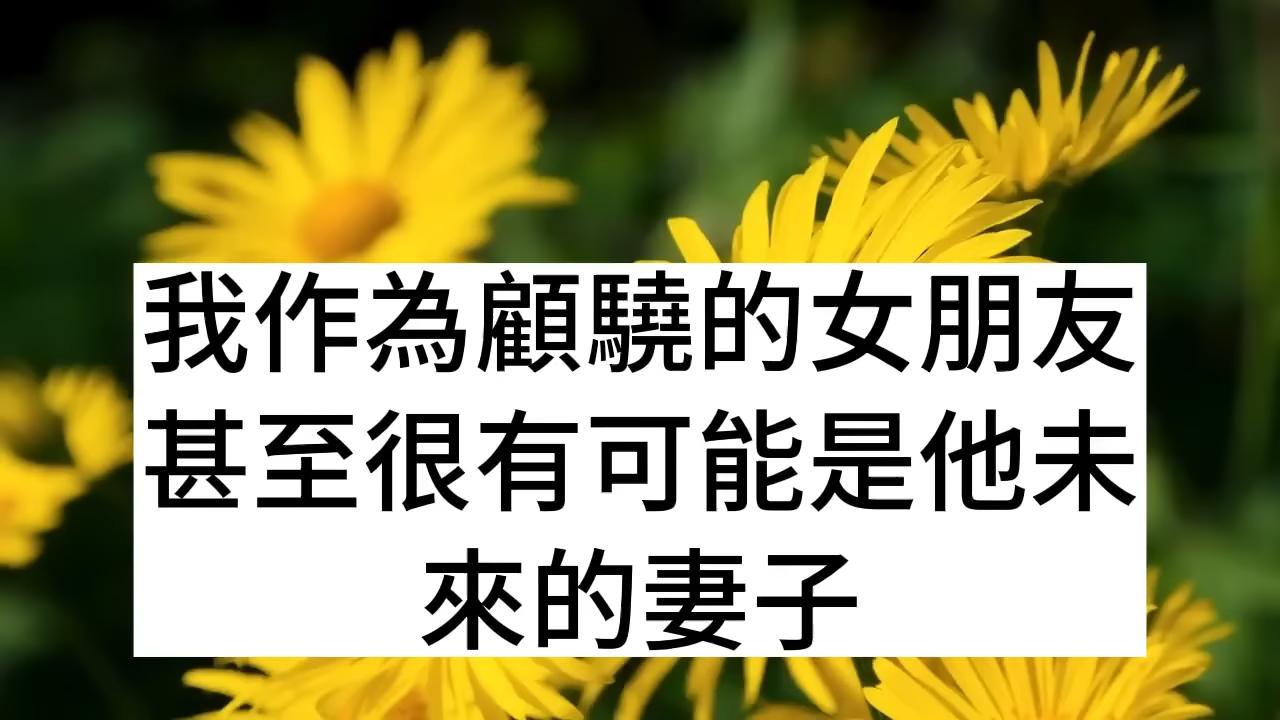 我作為顧驍的女朋友
甚至很有可能是他未
來的妻子